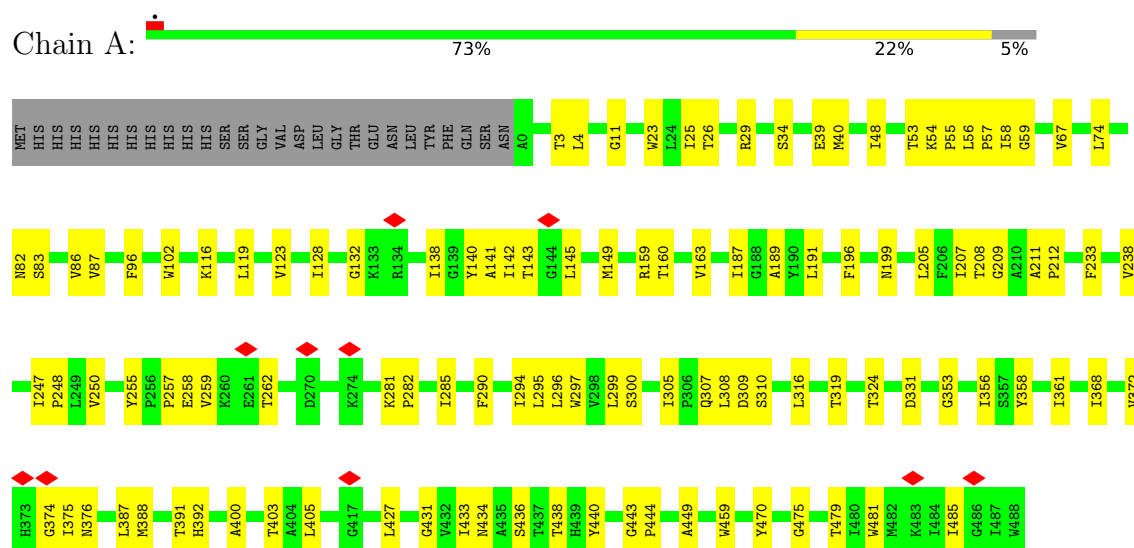 Chain A:
73% 22% 5%
MET HIS HIS HIS HIS HIS HIS HIS HIS HIS HIS SER SER GLY VAL ASP LEU GLY THR GLU ASN LEU TYR PHE GLN SER ASN A0 T3 L4 G11 W23 L24 I25 T26 R29 S34 E39 M40 I48 T53 K54 P55 L56 P57 I58 G59 V67 L74
N82 S83 V86 V87 F96 W102 K116 L119 V123 I128 G132 K133 R134 I138 G139 Y140 A141 I142 T143 G144 L145 M149 R159 T160 V163 I187 G188 A189 Y190 L191 F196 N199 L205 F206 I207 T208 G209 A210 A211 P212 F233 V238
I247 P248 L249 V250 Y255 P256 P257 E258 V259 K260 E261 T262 D270 K274 K281 P282 I285 F290 I294 L295 L296 W297 V298 L299 S300 I305 P306 Q307 L308 D309 S310 L316 T319 T324 D331 G353 I356 S357 Y358 I361 I368 V372
H373 G374 I375 N376 L387 M388 T391 H392 A400 T403 A404 L405 G417 L427 G431 V432 I433 N434 A435 S436 T437 T438 H439 Y440 G443 P444 A449 W459 Y470 G475 T479 I480 W481 M482 K483 I484 I485 G486 I487 W488